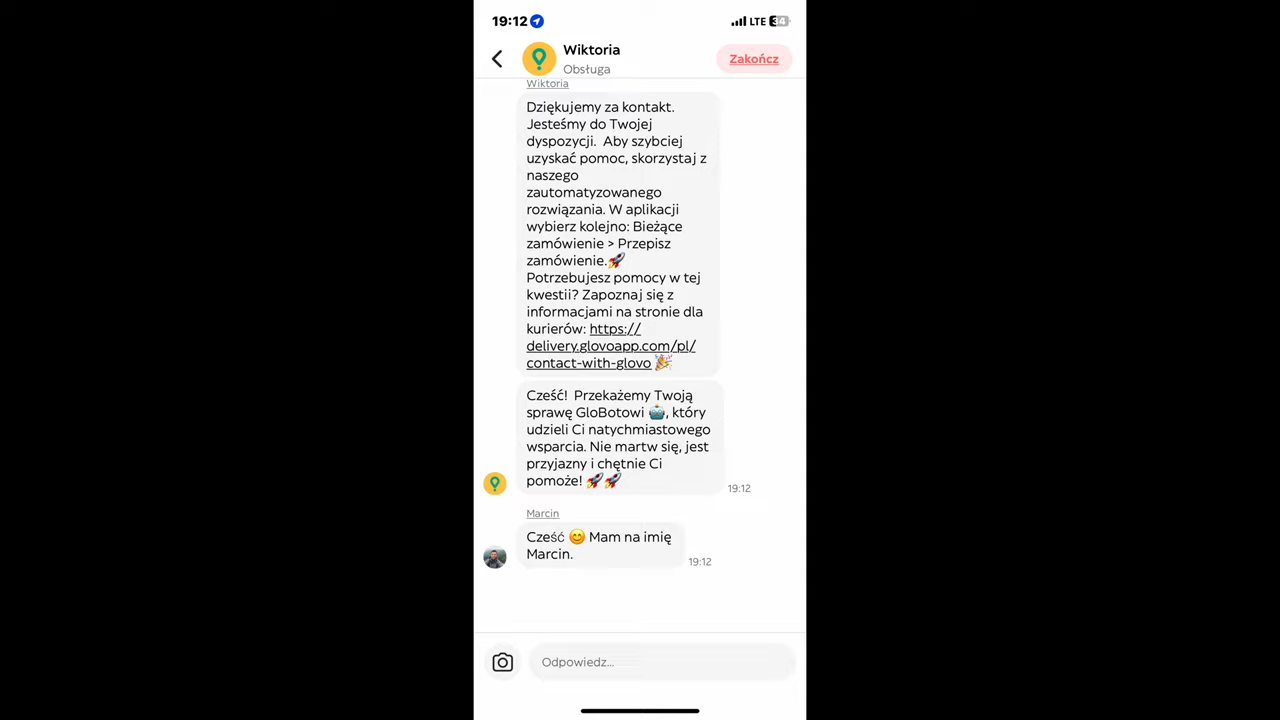 19:12
LTE 34
Wiktoria
Obsługa
Zakończ
Wiktoria
Dziękujemy za kontakt.
Jesteśmy do Twojej
dyspozycji.  Aby szybciej
uzyskać pomoc, skorzystaj z
naszego
zautomatyzowanego
rozwiązania. W aplikacji
wybierz kolejno: Bieżące
zamówienie > Przepisz
zamówienie.🚀
Potrzebujesz pomocy w tej
kwestii? Zapoznaj się z
informacjami na stronie dla
kurierów: https://
delivery.glovoapp.com/pl/
contact-with-glovo 🎉
Cześć!  Przekażemy Twoją
sprawę GloBotowi 🤖, który
udzieli Ci natychmiastowego
wsparcia. Nie martw się, jest
przyjazny i chętnie Ci
pomoże! 🚀🚀
19:12
Marcin
Cześć 😊 Mam na imię
Marcin.
19:12
Odpowiedz...